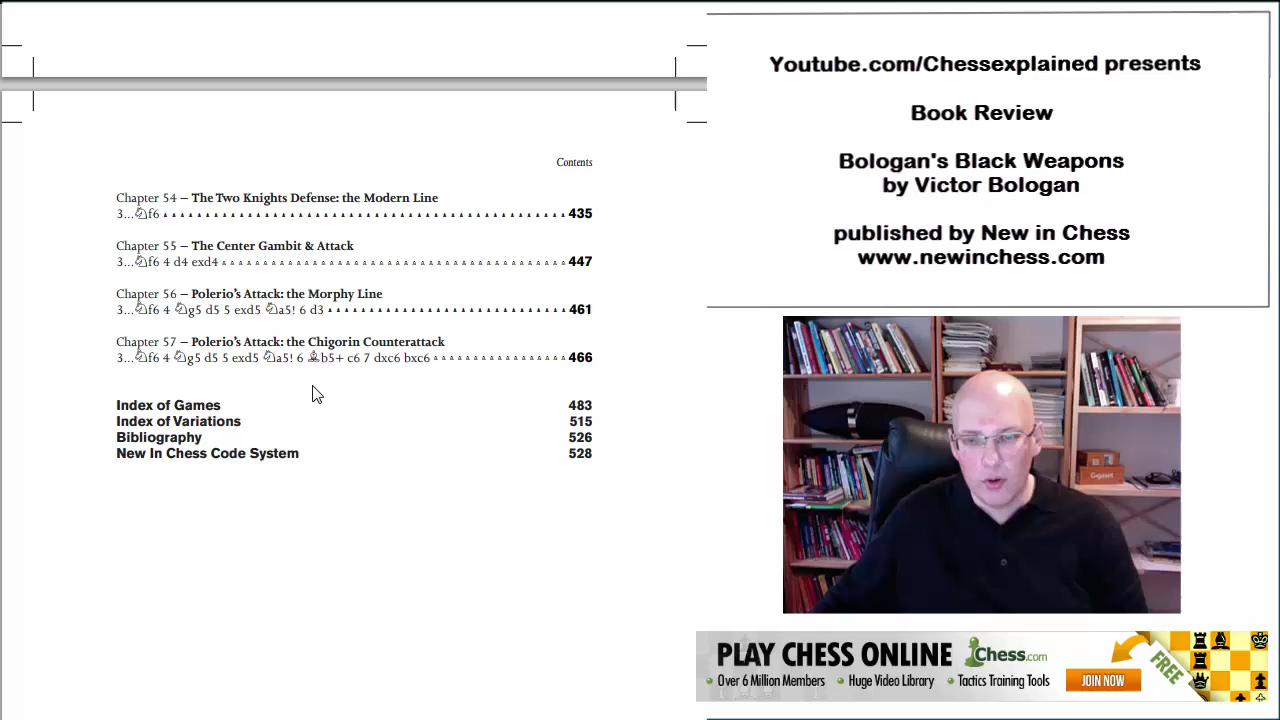 Contents
Chapter 54 – The Two Knights Defense: the Modern Line
3...♘f6 435
Chapter 55 – The Center Gambit & Attack
3...♘f6 4 d4 exd4 447
Chapter 56 – Polerio's Attack: the Morphy Line
3...♘f6 4 ♘g5 d5 5 exd5 ♘a5! 6 d3 461
Chapter 57 – Polerio's Attack: the Chigorin Counterattack
3...♘f6 4 ♘g5 d5 5 exd5 ♘a5! 6 ♗b5+ c6 7 dxc6 bxc6 466
Index of Games 483
Index of Variations 515
Bibliography 526
New In Chess Code System 528
Youtube.com/Chessexplained presents
Book Review
Bologan's Black Weapons
by Victor Bologan
published by New in Chess
www.newinchess.com
Gigaset
PLAY CHESS ONLINE
Chess.com
• Over 6 Million Members • Huge Video Library • Tactics Training Tools
JOIN NOW
FREE